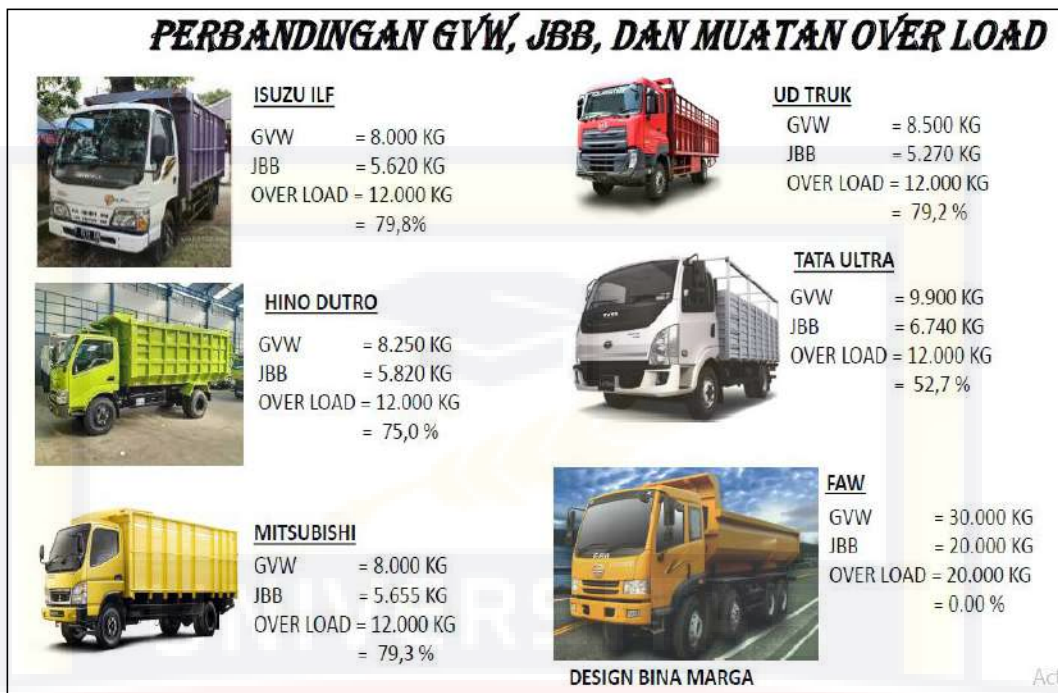 PERBANDINGAN GVW, JBB, DAN MUATAN OVER LOAD
ISUZU ILF
GVW = 8.000 KG
JBB = 5.620 KG
OVER LOAD = 12.000 KG
= 79,8%
HINO DUTRO
GVW = 8.250 KG
JBB = 5.820 KG
OVER LOAD = 12.000 KG
= 75,0 %
MITSUBISHI
GVW = 8.000 KG
JBB = 5.655 KG
OVER LOAD = 12.000 KG
= 79,3 %
UD TRUK
GVW = 8.500 KG
JBB = 5.270 KG
OVER LOAD = 12.000 KG
= 79,2 %
TATA ULTRA
GVW = 9.900 KG
JBB = 6.740 KG
OVER LOAD = 12.000 KG
= 52,7 %
FAW
GVW = 30.000 KG
JBB = 20.000 KG
OVER LOAD = 20.000 KG
= 0.00 %
DESIGN BINA MARGA
UNIVERS
Act